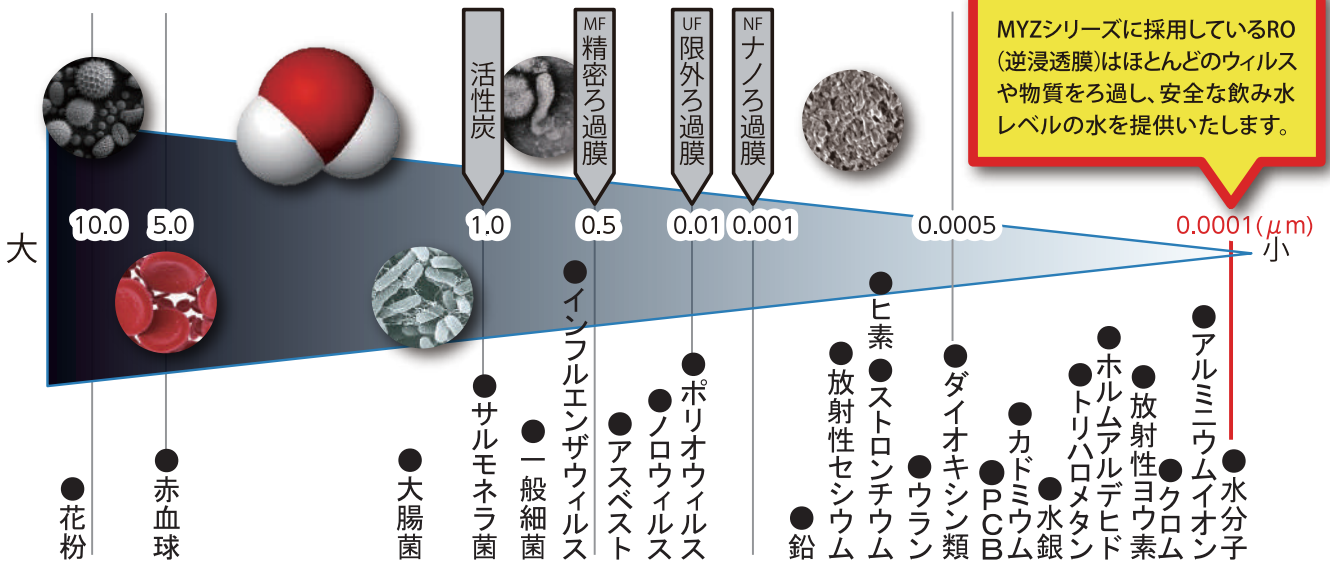 MYZシリーズに採用しているRO
(逆浸透膜)はほとんどのウィルス
や物質をろ過し、安全な飲み水
レベルの水を提供いたします。
活性炭
MF
精密ろ過膜
UF
限外ろ過膜
NF
ナノろ過膜
大
10.0
5.0
1.0
0.5
0.01
0.001
0.0005
0.0001(μm)
小
●花粉
●赤血球
●大腸菌
●サルモネラ菌
●一般細菌
●インフルエンザウィルス
●アスベスト
●ノロウィルス
●ポリオウィルス
●鉛
●放射性セシウム
●ヒ素
●ストロンチウム
●ウラン
●ダイオキシン類
●PCB
●カドミウム
●水銀
●トリハロメタン
●ホルムアルデヒド
●放射性ヨウ素
●クロム
●アルミニウムイオン
●水分子